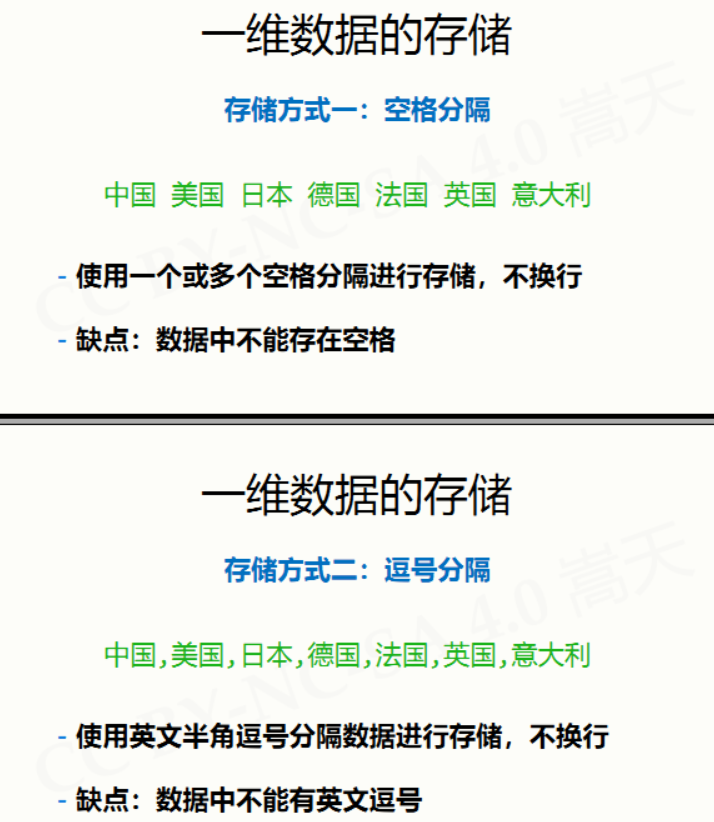 一维数据的存储
存储方式一：空格分隔
中国 美国 日本 德国 法国 英国 意大利
- 使用一个或多个空格分隔进行存储，不换行
- 缺点：数据中不能存在空格
CC BY-NC-SA 4.0 嵩天
一维数据的存储
存储方式二：逗号分隔
中国,美国,日本,德国,法国,英国,意大利
- 使用英文半角逗号分隔数据进行存储，不换行
- 缺点：数据中不能有英文逗号
CC BY-NC-SA 4.0 嵩天